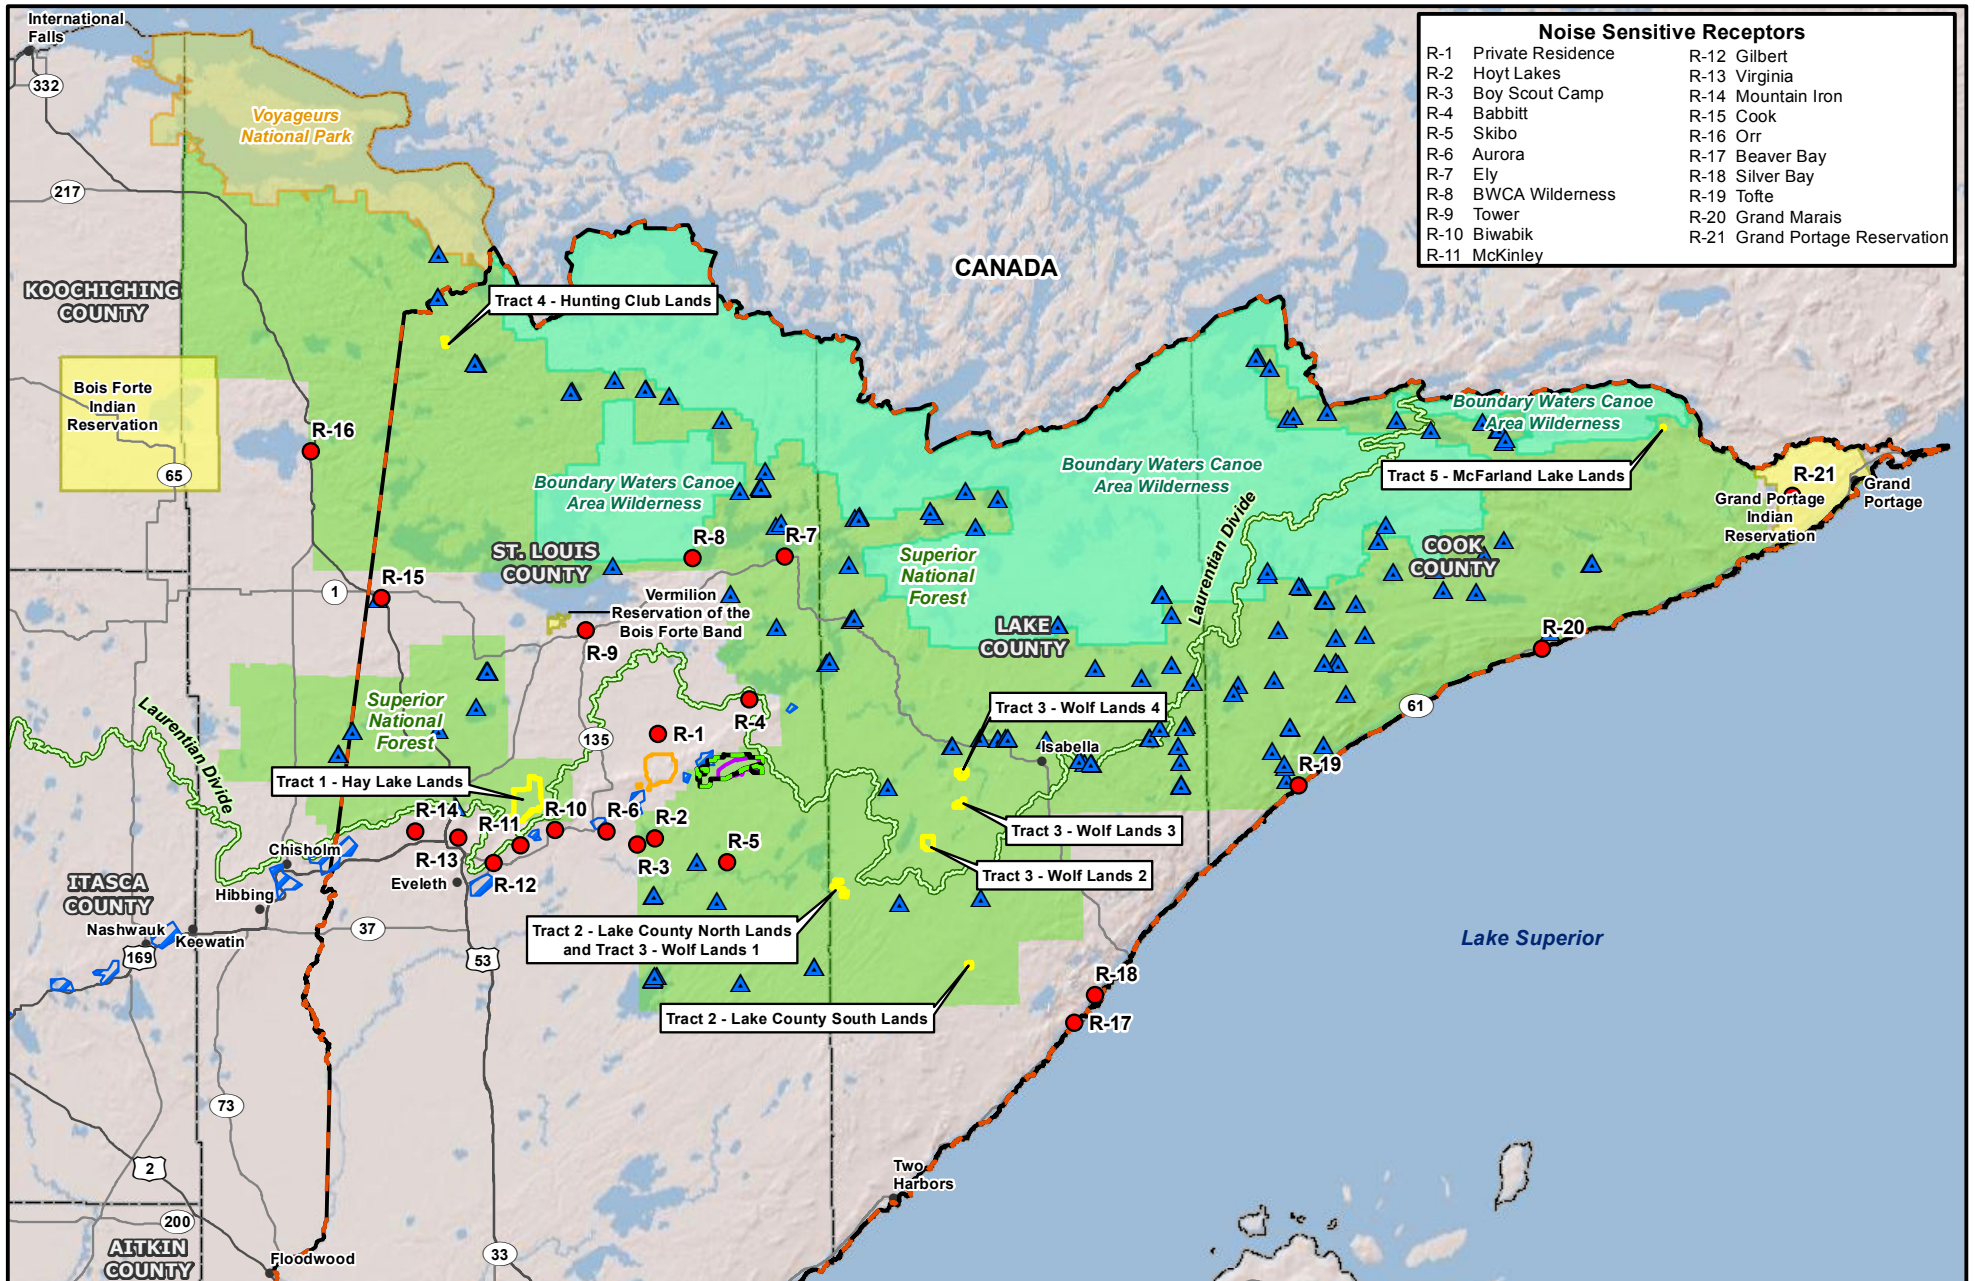 International
Falls
332
Voyageurs
National Park
217
KOOCHICHING
COUNTY
CANADA
Noise Sensitive Receptors
R-1 Private Residence
R-2 Hoyt Lakes
R-3 Boy Scout Camp
R-4 Babbitt
R-5 Skibo
R-6 Aurora
R-7 Ely
R-8 BWCA Wilderness
R-9 Tower
R-10 Biwabik
R-11 McKinley
R-12 Gilbert
R-13 Virginia
R-14 Mountain Iron
R-15 Cook
R-16 Orr
R-17 Beaver Bay
R-18 Silver Bay
R-19 Tofte
R-20 Grand Marais
R-21 Grand Portage Reservation
Tract 4 - Hunting Club Lands
Bois Forte
Indian
Reservation
65
R-16
Boundary Waters Canoe
Area Wilderness
Boundary Waters Canoe
Area Wilderness
Boundary Waters Canoe
Area Wilderness
Tract 5 - McFarland Lake Lands
R-21
Grand Portage
Indian
Reservation
Grand
Portage
Laurentian Divide
R-8
R-7
ST. LOUIS
COUNTY
Superior
National
Forest
COOK
COUNTY
1
R-15
Vermilion
Reservation of the
Bois Forte Band
R-9
LAKE
COUNTY
R-20
Superior
National
Forest
Laurentian Divide
135
R-1
R-4
Tract 3 - Wolf Lands 4
61
Isabella
R-19
Tract 1 - Hay Lake Lands
R-14
R-11
R-10
R-6
R-2
R-13
R-12
R-3
R-5
Tract 3 - Wolf Lands 3
Tract 3 - Wolf Lands 2
Chisholm
Eveleth
Hibbing
ITASCA
COUNTY
Nashwauk
Keewatin
169
37
53
Tract 2 - Lake County North Lands
and Tract 3 - Wolf Lands 1
Lake Superior
R-18
R-17
Tract 2 - Lake County South Lands
73
2
Two
Harbors
200
AITKIN
COUNTY
Floodwood
33